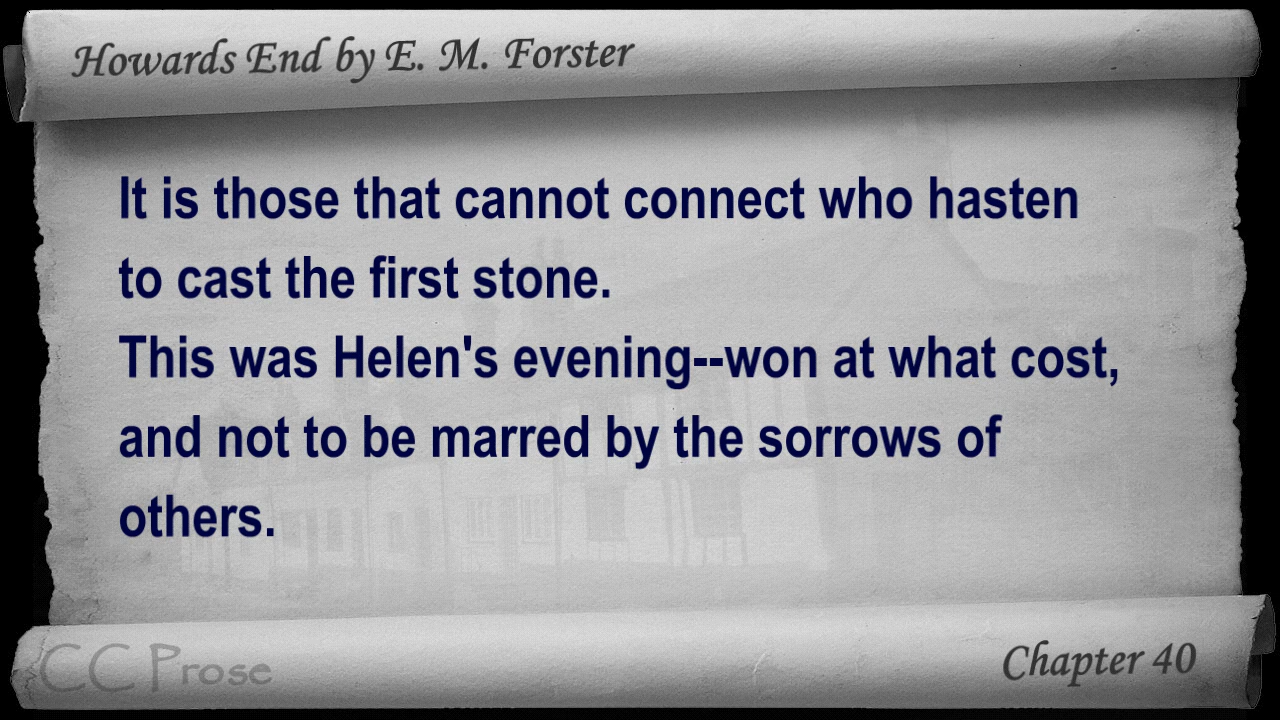 Howards End by E. M. Forster
It is those that cannot connect who hasten
to cast the first stone.
This was Helen's evening--won at what cost,
and not to be marred by the sorrows of
others.
CC Prose
Chapter 40